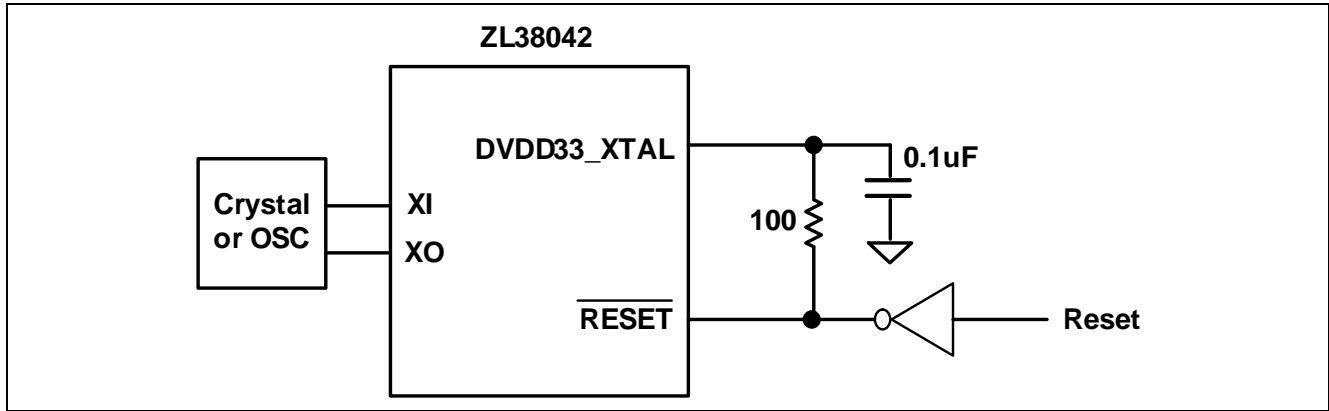 ZL38042
DVDD33_XTAL
0.1uF
Crystal
or OSC
XI
XO
100
RESET
Reset